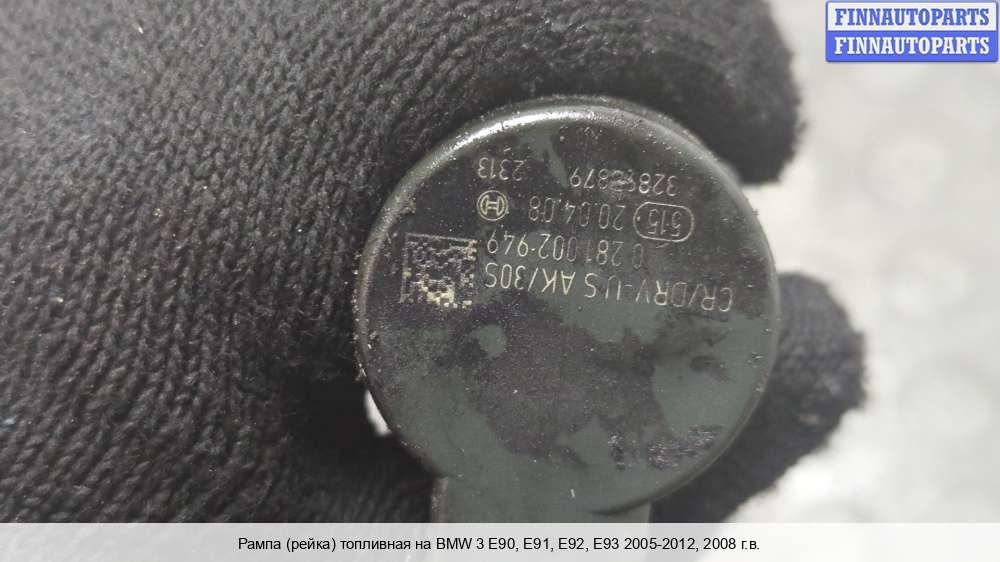 FINNAUTOPARTS
FINNAUTOPARTS
CR/DRV-U S AK/30S
0 281 002 949
515 20.04.08
2313
Рампа (рейка) топливная на BMW 3 E90, E91, E92, E93 2005-2012, 2008 г.в.